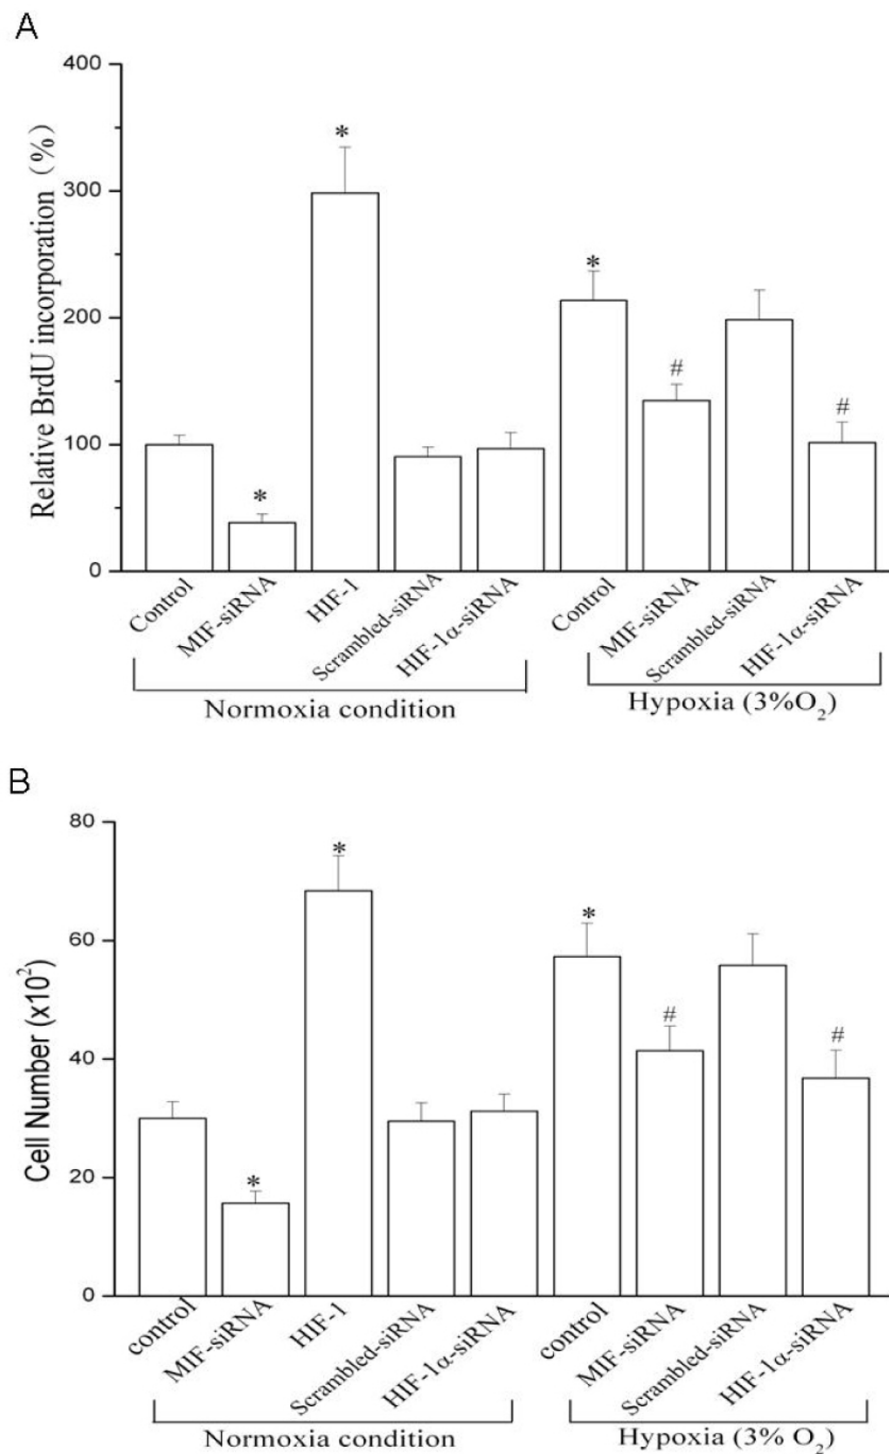 A
Relative BrdU incorporation (%)
400
300
200
100
0
*
*
*
#
#
Control
MIF-siRNA
HIF-1
Scrambled-siRNA
HIF-1α-siRNA
Control
MIF-siRNA
Scrambled-siRNA
HIF-1α-siRNA
Normoxia condition
Hypoxia (3%O₂)
B
Cell Number (x10²)
80
60
40
20
0
*
*
*
#
#
control
MIF-siRNA
HIF-1
Scrambled-siRNA
HIF-1α-siRNA
control
MIF-siRNA
Scrambled-siRNA
HIF-1α-siRNA
Normoxia condition
Hypoxia (3% O₂)